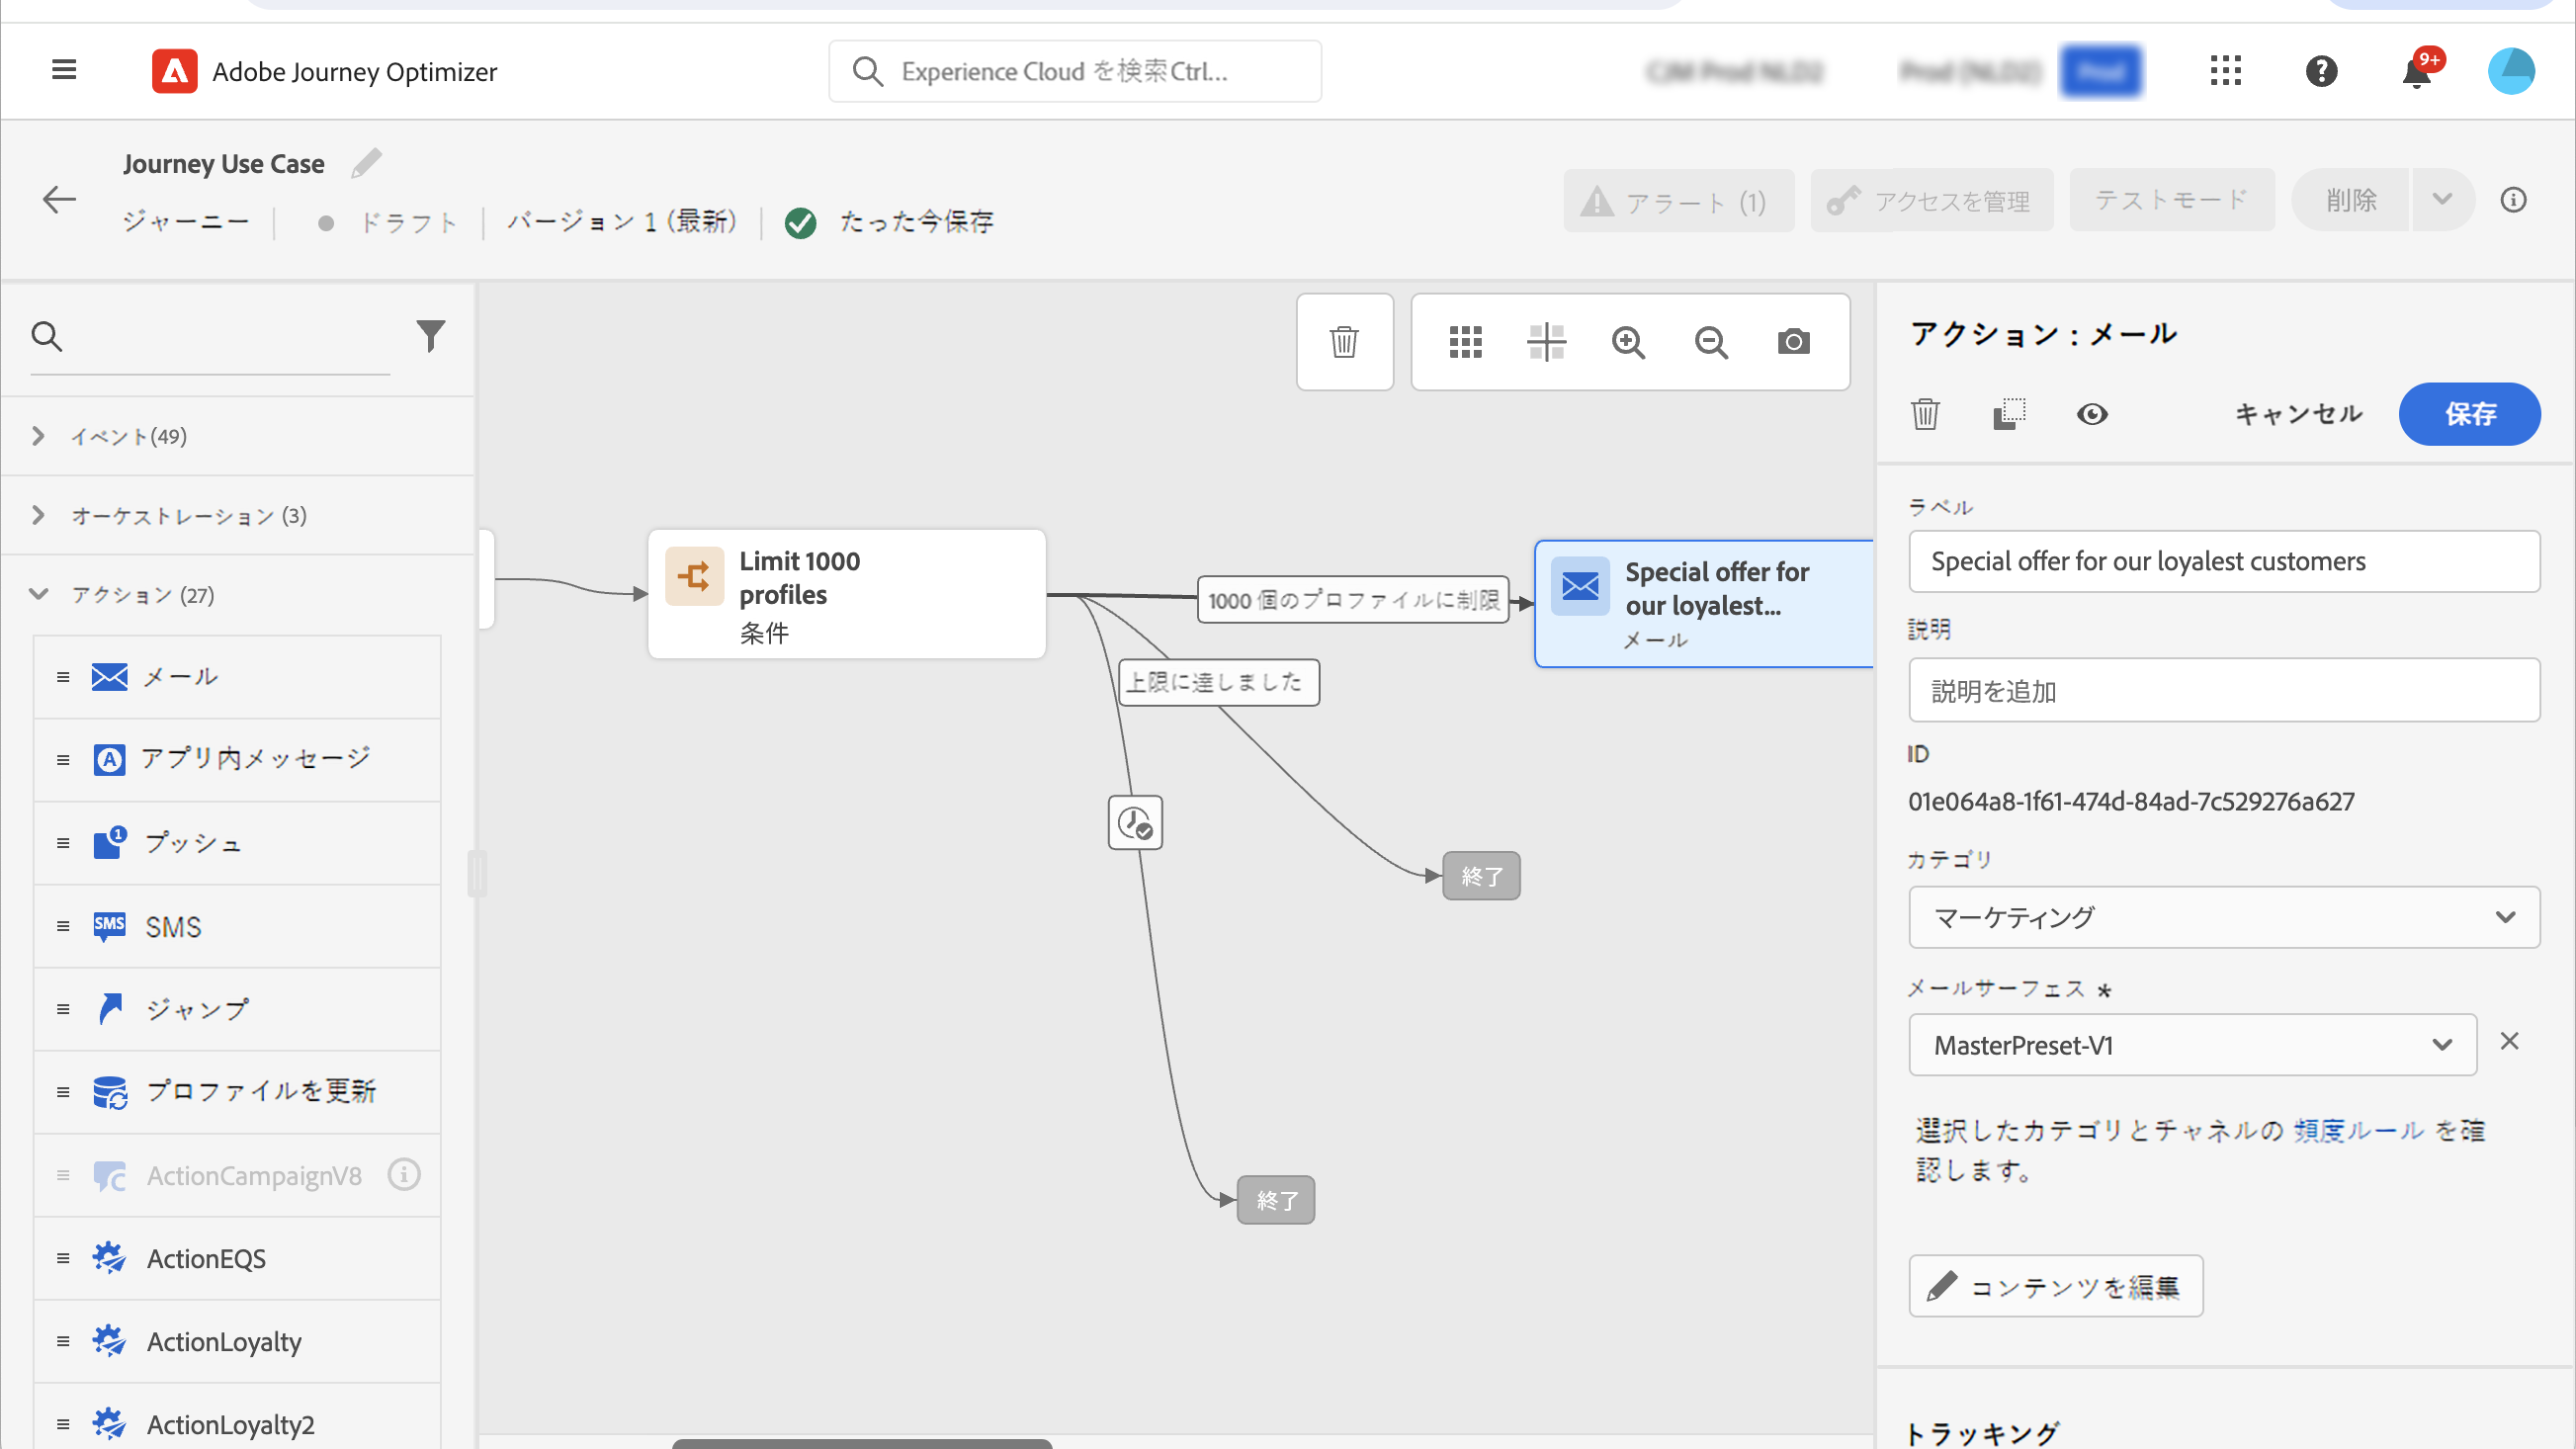 Adobe Journey Optimizer
Experience Cloud を検索Ctrl...
9+
Journey Use Case
ジャーニー
ドラフト
バージョン 1 (最新)
たった今保存
アラート (1)
アクセスを管理
テストモード
削除
イベント(49)
オーケストレーション (3)
アクション (27)
メール
アプリ内メッセージ
1
プッシュ
SMS
SMS
ジャンプ
プロファイルを更新
ActionCampaignV8
ActionEQS
ActionLoyalty
ActionLoyalty2
Limit 1000
profiles
条件
1000 個のプロファイルに制限
上限に達しました
終了
終了
Special offer for
our loyalest...
メール
アクション : メール
キャンセル
保存
ラベル
Special offer for our loyalest customers
説明
説明を追加
ID
01e064a8-1f61-474d-84ad-7c529276a627
カテゴリ
マーケティング
メールサーフェス *
MasterPreset-V1
選択したカテゴリとチャネルの 頻度ルール を確
認します。
コンテンツを編集
トラッキング